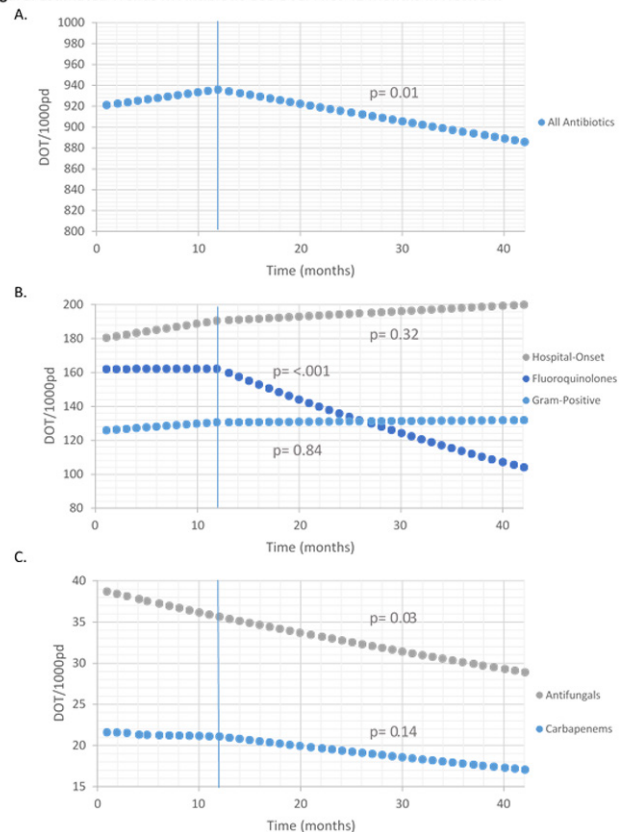 A.
1000
980
960
940
920
900
880
860
840
820
800
DOT/1000pd
p= 0.01
All Antibiotics
0 10 20 30 40
Time (months)
B.
200
180
160
140
120
100
80
DOT/1000pd
p= 0.32
p= <.001
p= 0.84
Hospital-Onset
Fluoroquinolones
Gram-Positive
0 10 20 30 40
Time (months)
C.
40
35
30
25
20
15
DOT/1000pd
p= 0.03
p= 0.14
Antifungals
Carbapenems
0 10 20 30 40
Time (months)